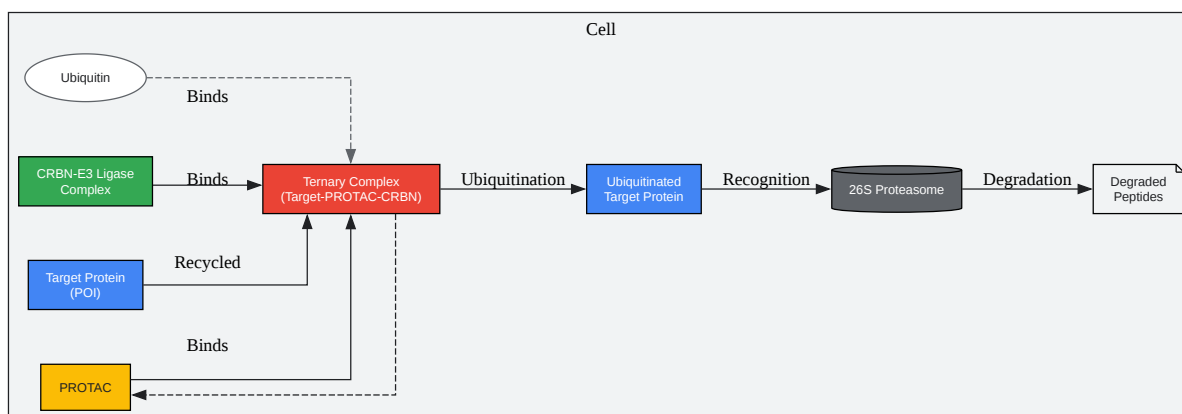 Cell
Ubiquitin
Binds
CRBN-E3 Ligase
Complex
Binds
Ternary Complex
(Target-PROTAC-CRBN)
Ubiquitination
Ubiquitinated
Target Protein
Recognition
26S Proteasome
Degradation
Degraded
Peptides
Recycled
Target Protein
(POI)
Binds
PROTAC